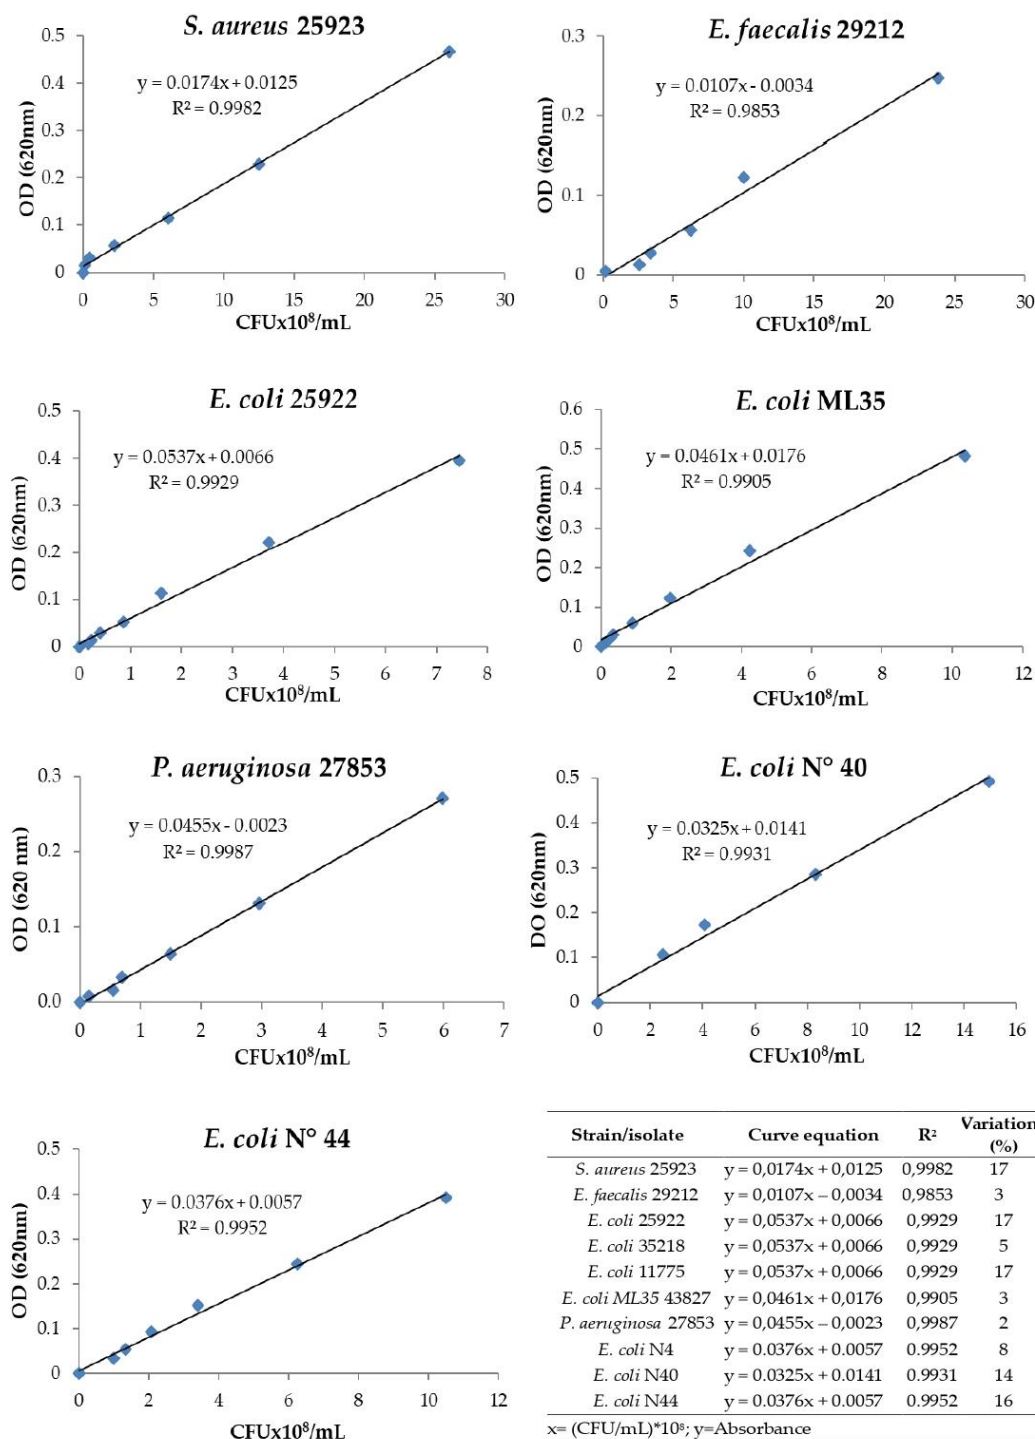 S. aureus 25923
0.5
0.4
0.3
0.2
0.1
0
y = 0.0174x + 0.0125
R² = 0.9982
OD (620nm)
0 5 10 15 20 25 30
CFUx10⁸/mL
E. faecalis 29212
0.3
0.2
0.1
0
y = 0.0107x - 0.0034
R² = 0.9853
OD (620nm)
0 5 10 15 20 25 30
CFUx10⁸/mL
E. coli 25922
0.5
0.4
0.3
0.2
0.1
0
y = 0.0537x + 0.0066
R² = 0.9929
OD (620nm)
0 1 2 3 4 5 6 7 8
CFUx10⁸/mL
E. coli ML35
0.6
0.5
0.4
0.3
0.2
0.1
0
y = 0.0461x + 0.0176
R² = 0.9905
OD (620nm)
0 2 4 6 8 10 12
CFUx10⁸/mL
P. aeruginosa 27853
0.3
0.2
0.1
0.0
y = 0.0455x - 0.0023
R² = 0.9987
OD (620 nm)
0 1 2 3 4 5 6 7
CFUx10⁸/mL
E. coli N° 40
0.5
0.4
0.3
0.2
0.1
0
y = 0.0325x + 0.0141
R² = 0.9931
DO (620nm)
0 2 4 6 8 10 12 14 16
CFUx10⁸/mL
E. coli N° 44
0.5
0.4
0.3
0.2
0.1
0
y = 0.0376x + 0.0057
R² = 0.9952
OD (620nm)
0 2 4 6 8 10 12
CFUx10⁸/mL
Strain/isolate Curve equation R² Variation (%)
S. aureus 25923 y = 0,0174x + 0,0125 0,9982 17
E. faecalis 29212 y = 0,0107x – 0,0034 0,9853 3
E. coli 25922 y = 0,0537x + 0,0066 0,9929 17
E. coli 35218 y = 0,0537x + 0,0066 0,9929 5
E. coli 11775 y = 0,0537x + 0,0066 0,9929 17
E. coli ML35 43827 y = 0,0461x + 0,0176 0,9905 3
P. aeruginosa 27853 y = 0,0455x – 0,0023 0,9987 2
E. coli N4 y = 0.0376x + 0.0057 0.9952 8
E. coli N40 y = 0.0325x + 0.0141 0.9931 14
E. coli N44 y = 0.0376x + 0.0057 0.9952 16
x= (CFU/mL)*10⁸; y=Absorbance